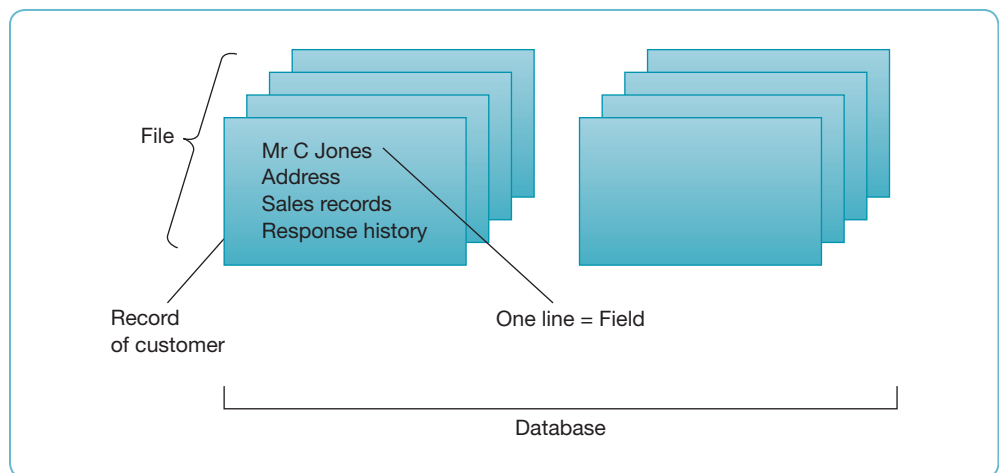 File
Mr C Jones
Address
Sales records
Response history
Record
of customer
One line = Field
Database